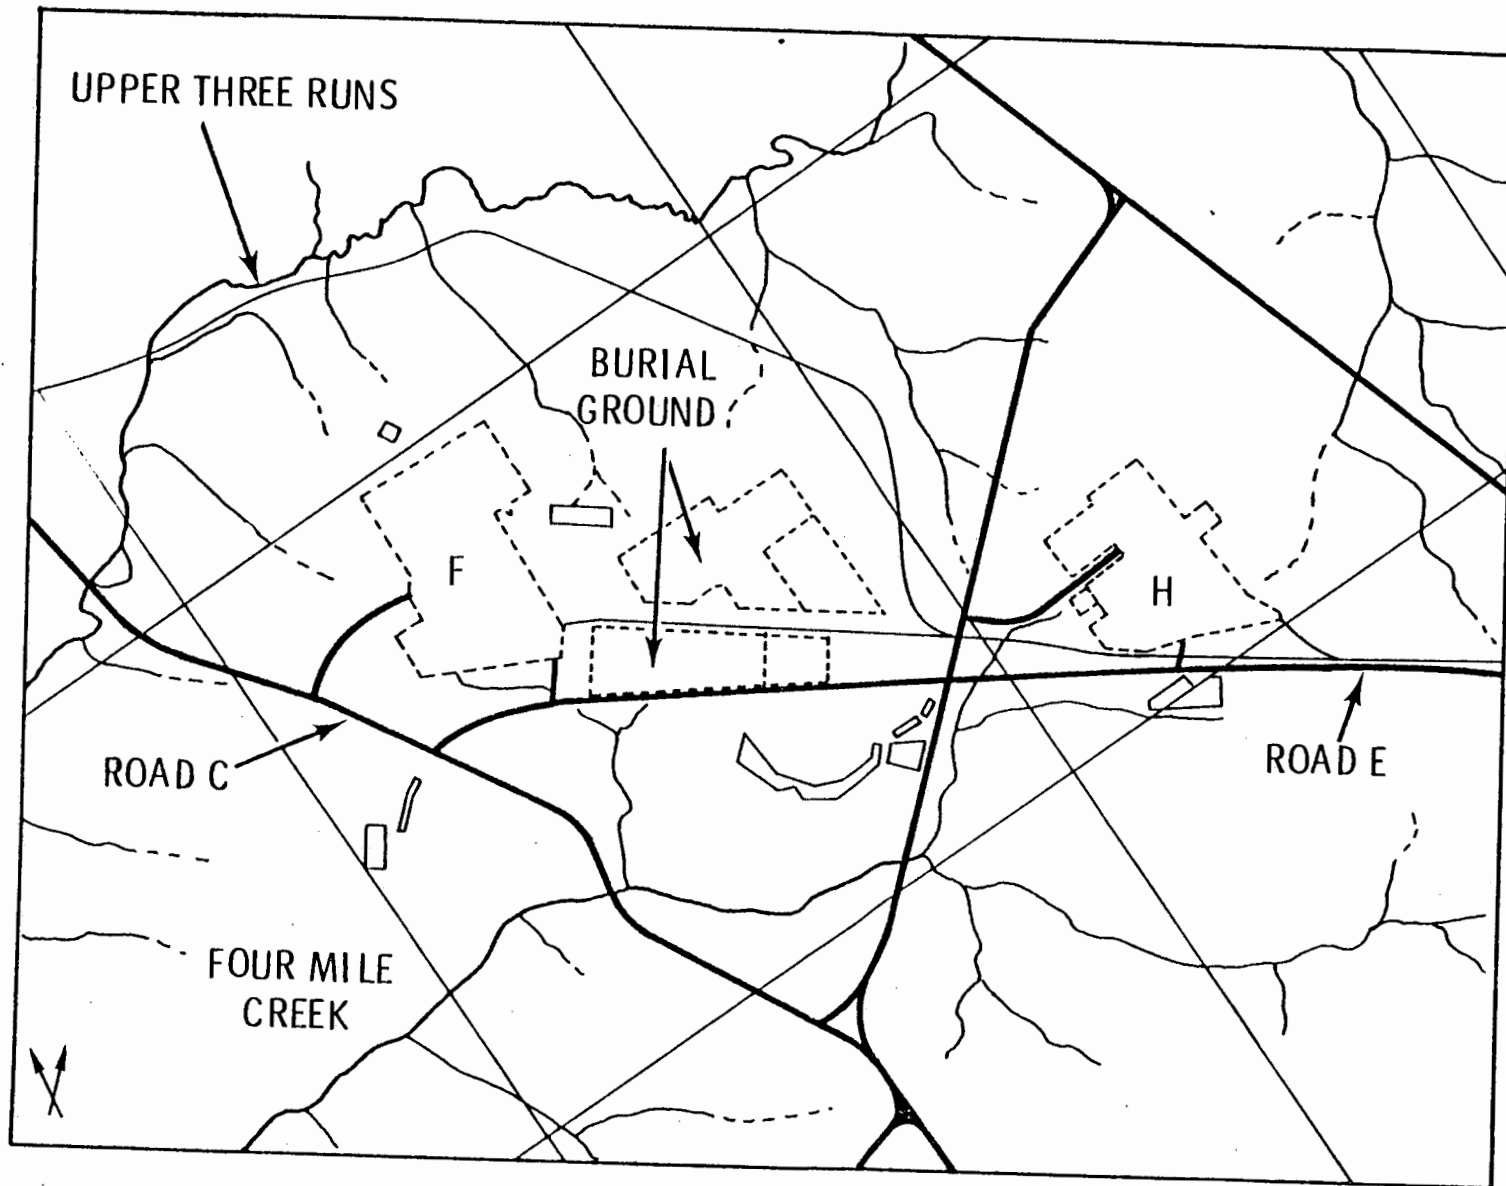 UPPER THREE RUNS
BURIAL
GROUND
F
H
ROAD C
ROAD E
FOUR MILE
CREEK